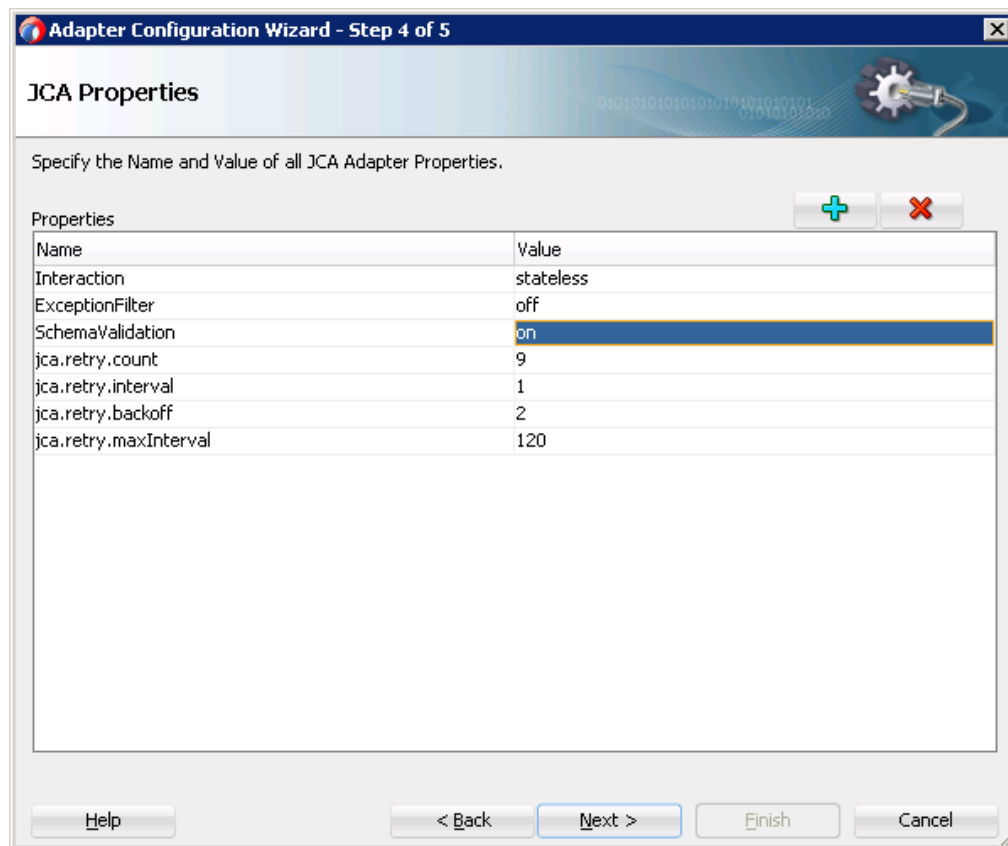 Adapter Configuration Wizard - Step 4 of 5
JCA Properties
Specify the Name and Value of all JCA Adapter Properties.
Properties
Name Value
Interaction stateless
ExceptionFilter off
SchemaValidation on
jca.retry.count 9
jca.retry.interval 1
jca.retry.backoff 2
jca.retry.maxInterval 120
Help < Back Next > Finish Cancel